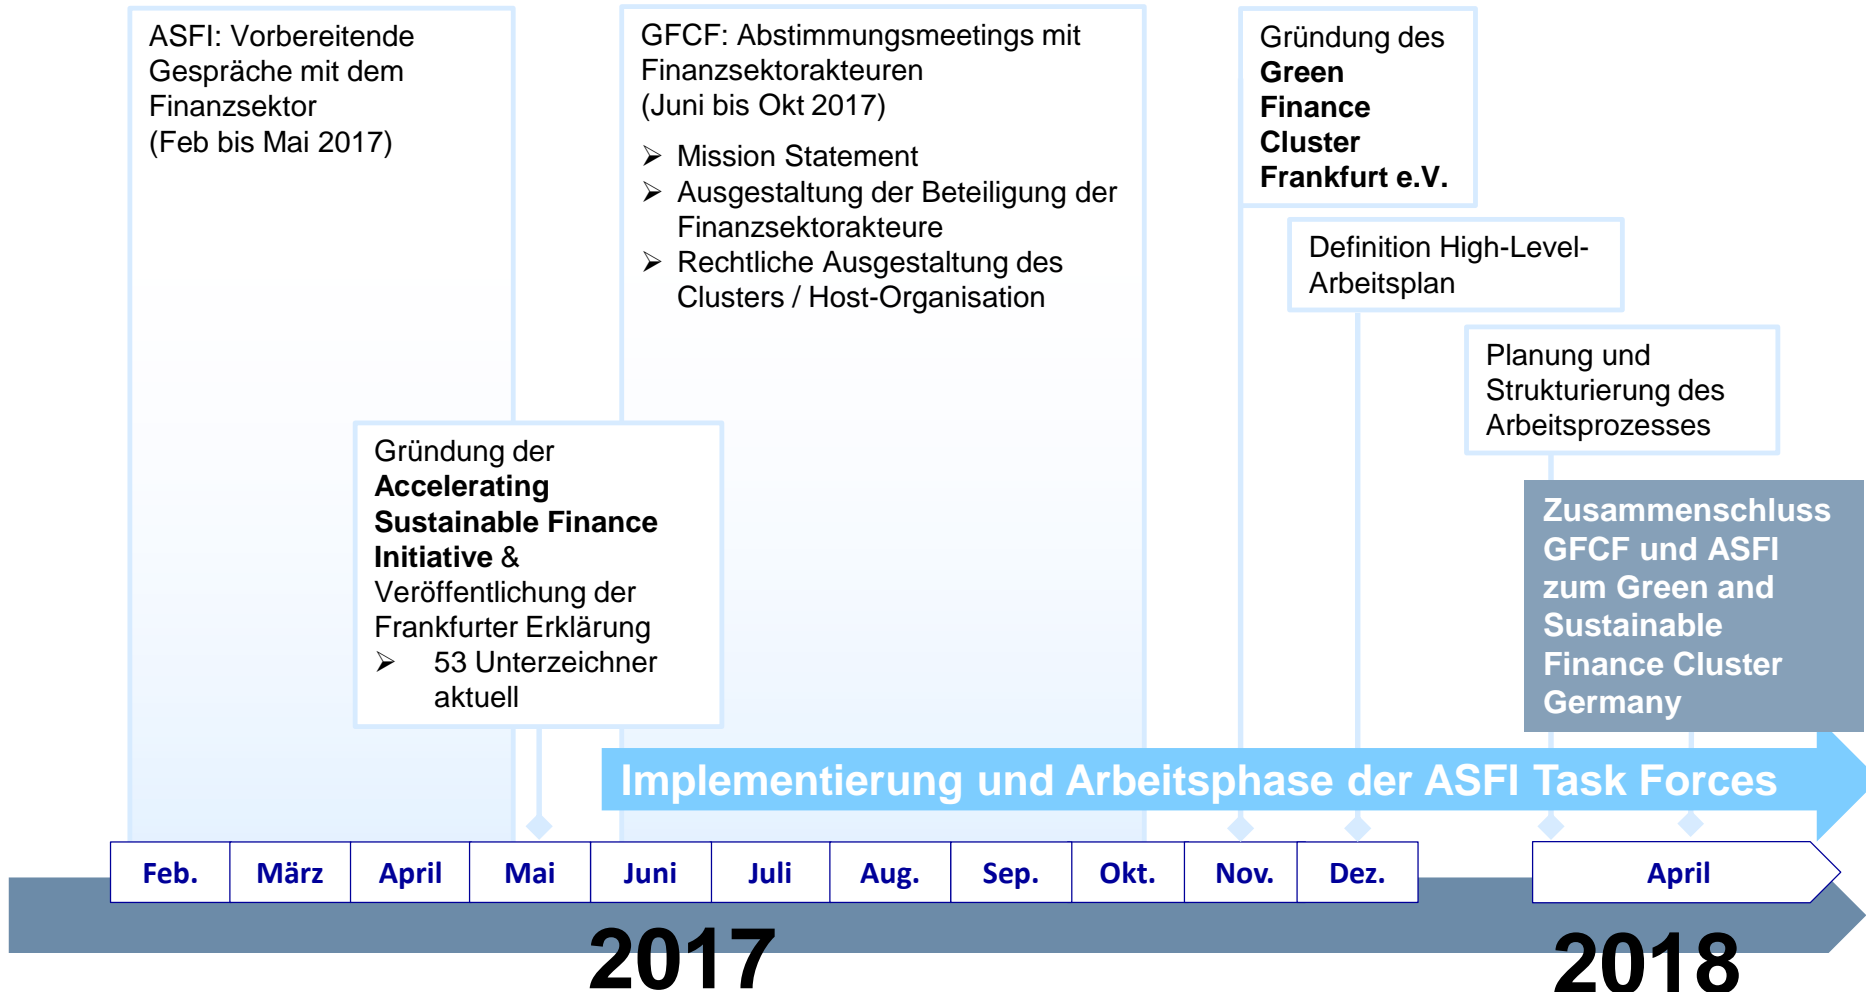 ASFI: Vorbereitende
Gespräche mit dem
Finanzsektor
(Feb bis Mai 2017)
GFCF: Abstimmungsmeetings mit
Finanzsektorakteuren
(Juni bis Okt 2017)
➢ Mission Statement
➢ Ausgestaltung der Beteiligung der
Finanzsektorakteure
➢ Rechtliche Ausgestaltung des
Clusters / Host-Organisation
Gründung des
Green
Finance
Cluster
Frankfurt e.V.
Definition High-Level-
Arbeitsplan
Planung und
Strukturierung des
Arbeitsprozesses
Gründung der
Accelerating
Sustainable Finance
Initiative &
Veröffentlichung der
Frankfurter Erklärung
➢ 53 Unterzeichner
aktuell
Zusammenschluss
GFCF und ASFI
zum Green and
Sustainable
Finance Cluster
Germany
Implementierung und Arbeitsphase der ASFI Task Forces
Feb. März April Mai Juni Juli Aug. Sep. Okt. Nov. Dez. April
2017 2018